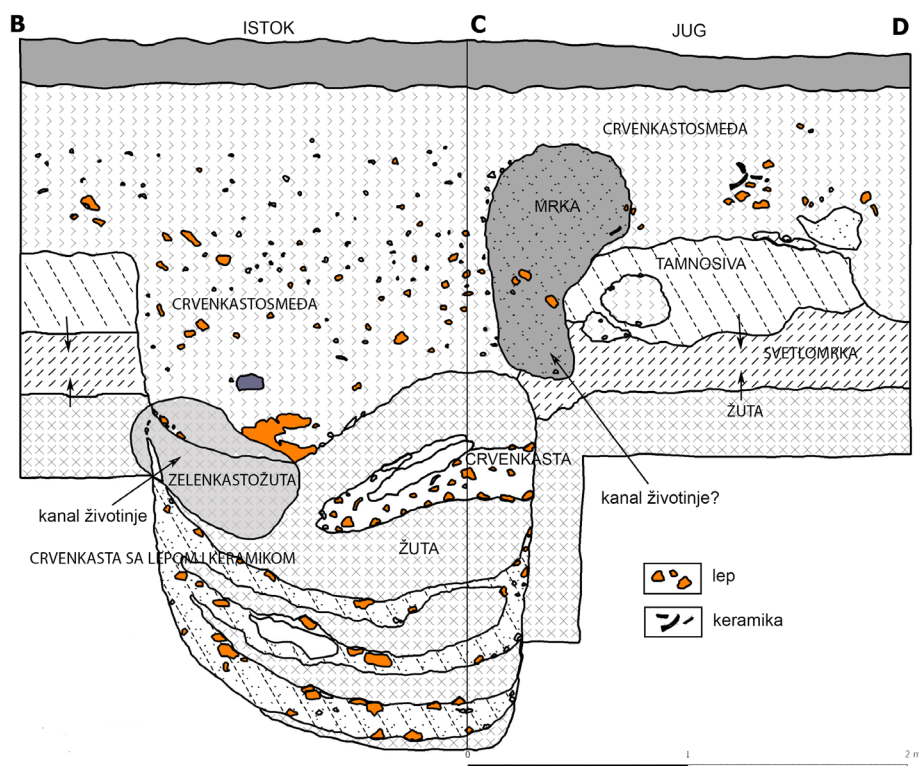 B
ISTOK
C
JUG
D
CRVENKASTOSMEĐA
MRKA
TAMNOSIVA
CRVENKASTOSMEĐA
SVETLOMRKA
ŽUTA
CRVENKASTA
ZELENKASTOŽUTA
kanal životinje?
kanal životinje
ŽUTA
CRVENKASTA SA LEPOM I KERAMIKOM
lep
keramika
0
1
2 m